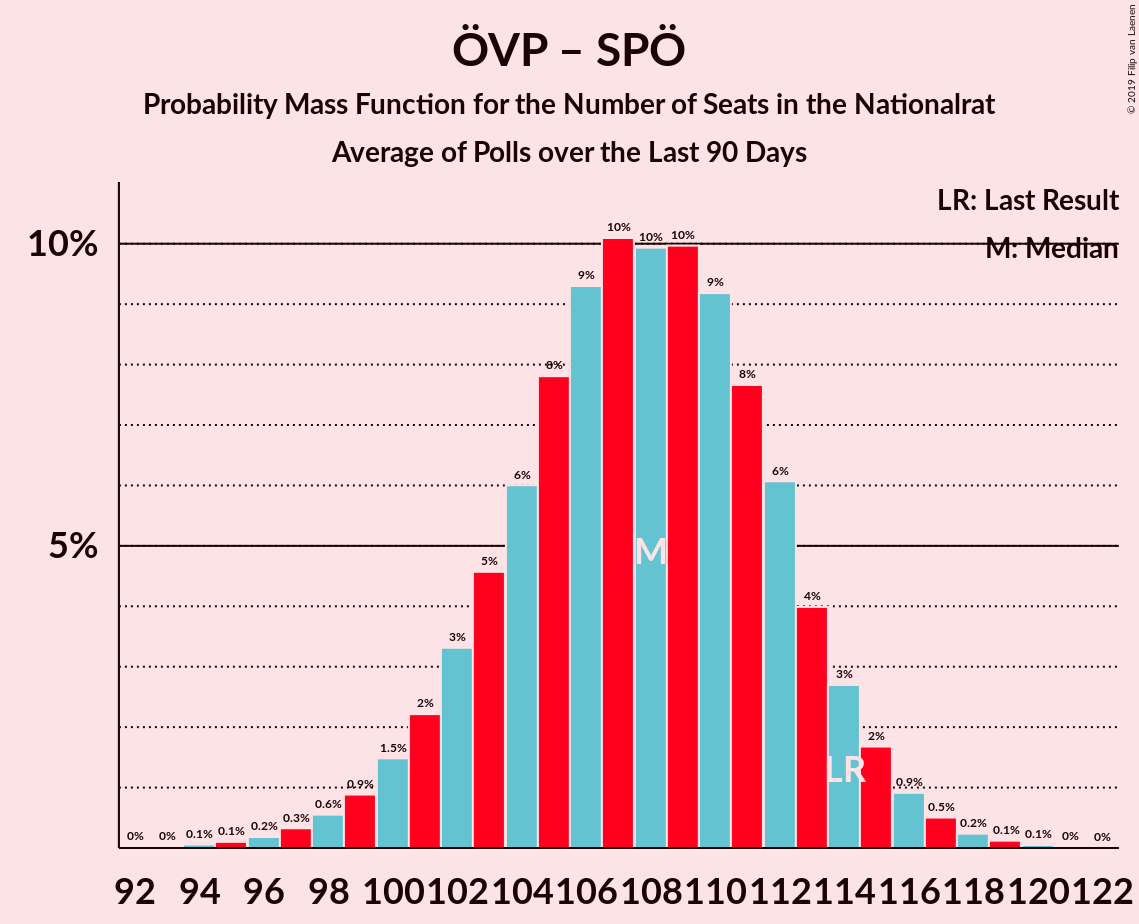 ÖVP – SPÖ
Probability Mass Function for the Number of Seats in the Nationalrat
Average of Polls over the Last 90 Days
© 2019 Filip van Laenen
LR: Last Result
M: Median
10%
5%
0% 0% 0.1% 0.1% 0.2% 0.3% 0.6% 0.9% 1.5% 2% 3% 5% 6% 8% 9% 10% 10% 10% 9% 8% 6% 4% 3% 2% 0.9% 0.5% 0.2% 0.1% 0.1% 0% 0%
M
LR
92 94 96 98 100 102 104 106 108 110 112 114 116 118 120 122